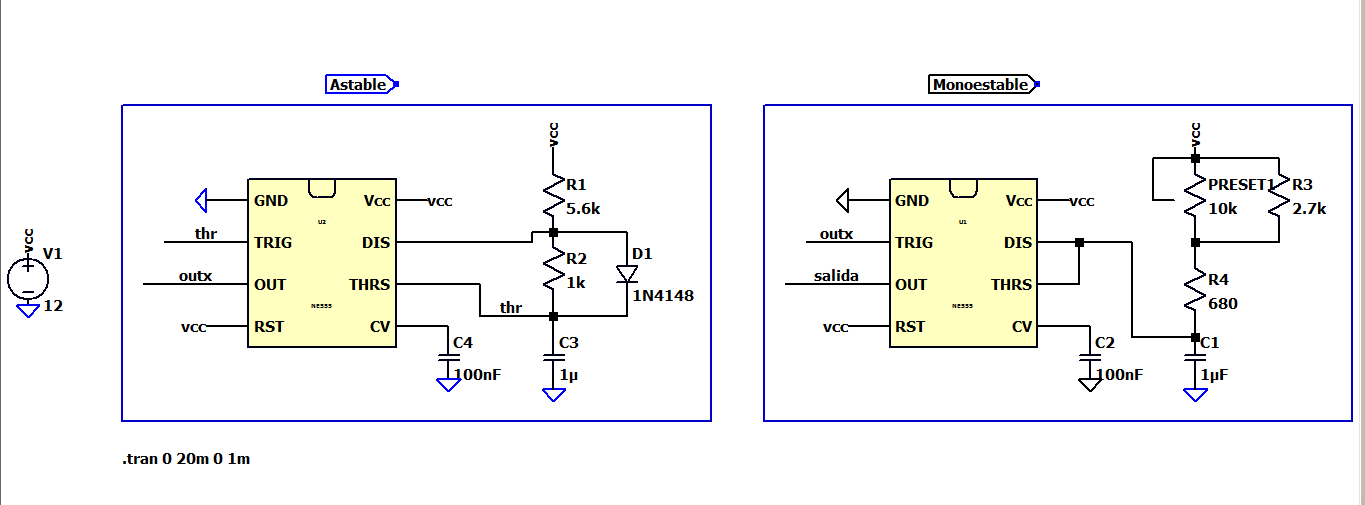 Astable
Monoestable
vcc
V1
12
GND
TRIG
OUT
RST
VCC
DIS
THRS
CV
U2
NE555
thr
outx
VCC
VCC
vcc
R1
5.6k
R2
1k
D1
1N4148
thr
C4
100nF
C3
1µ
GND
TRIG
OUT
RST
VCC
DIS
THRS
CV
U1
NE555
outx
salida
VCC
VCC
vcc
PRESET1
10k
R3
2.7k
R4
680
C2
100nF
C1
1µF
.tran 0 20m 0 1m